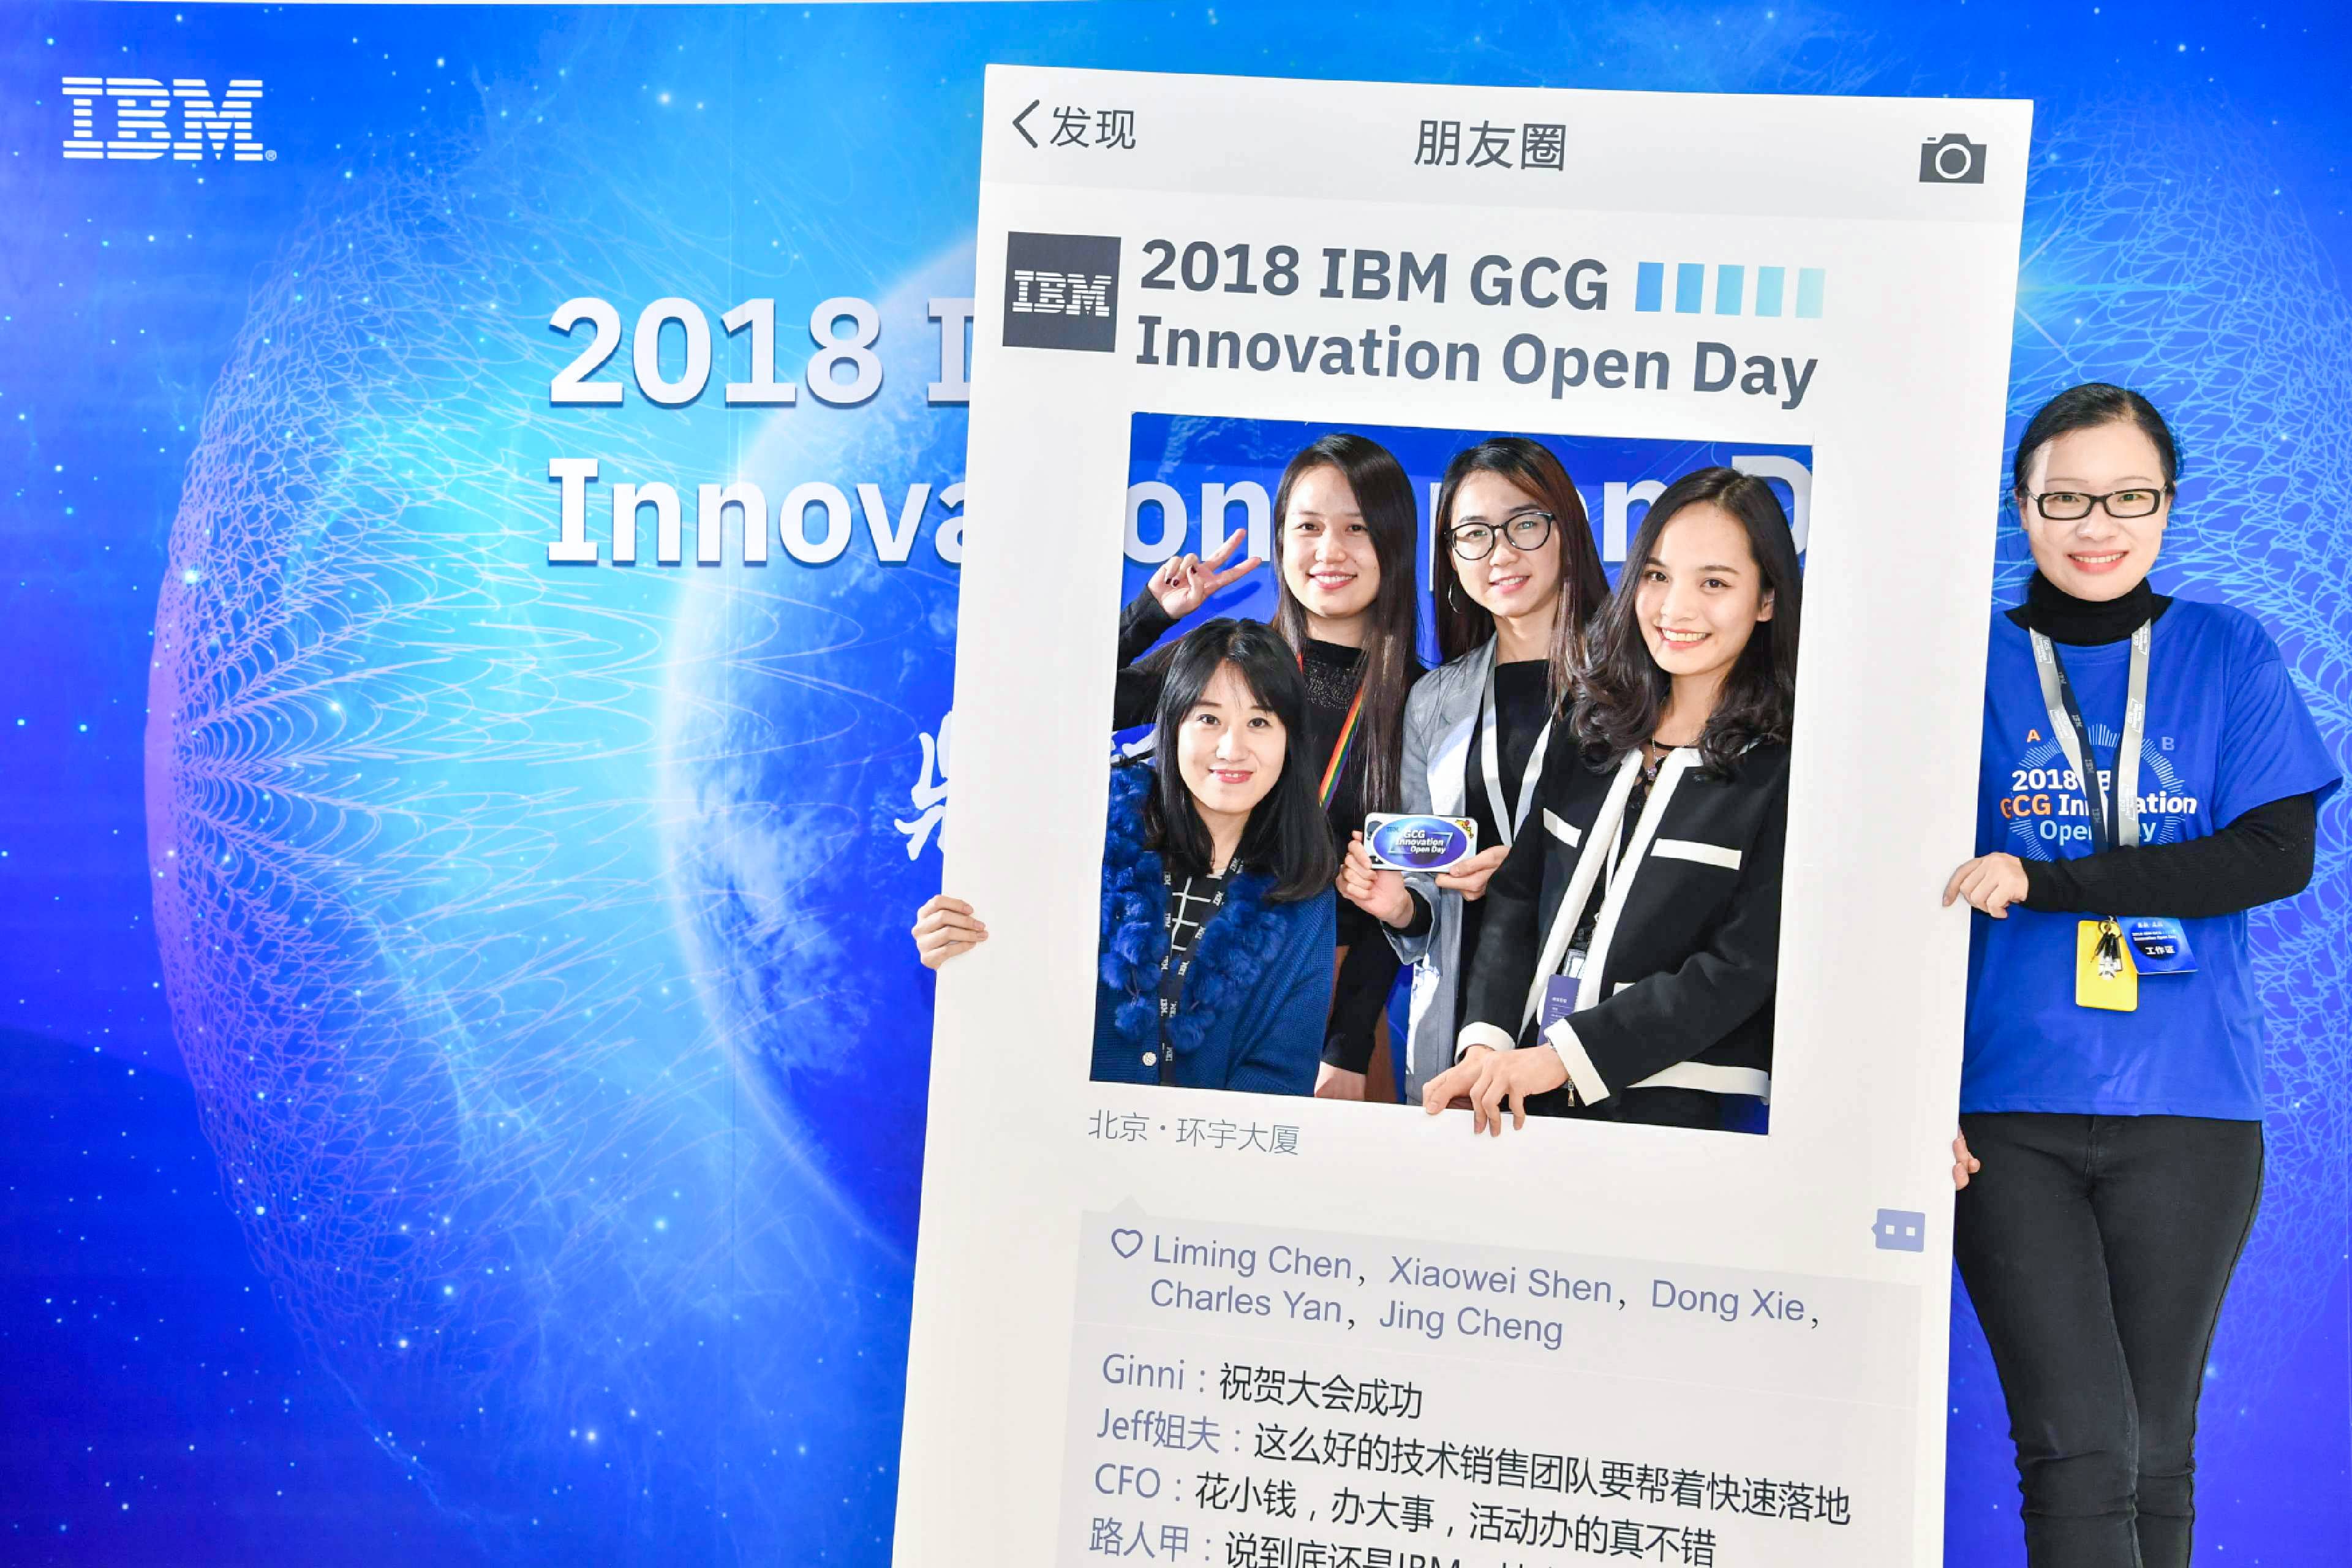 IBM
2018 I
Innova
on
< 发现
朋友圈
IBM
2018 IBM GCG
Innovation Open Day
GCG
Innovation
Open Day
北京·环宇大厦
Liming Chen，Xiaowei Shen，Dong Xie，
Charles Yan，Jing Cheng
Ginni：祝贺大会成功
Jeff姐夫：这么好的技术销售团队要帮着快速落地
CFO：花小钱，办大事，活动办的真不错
路人甲：说到底还是IBM
A
B
2018 IB
GCG In ation
Ope y
工作证